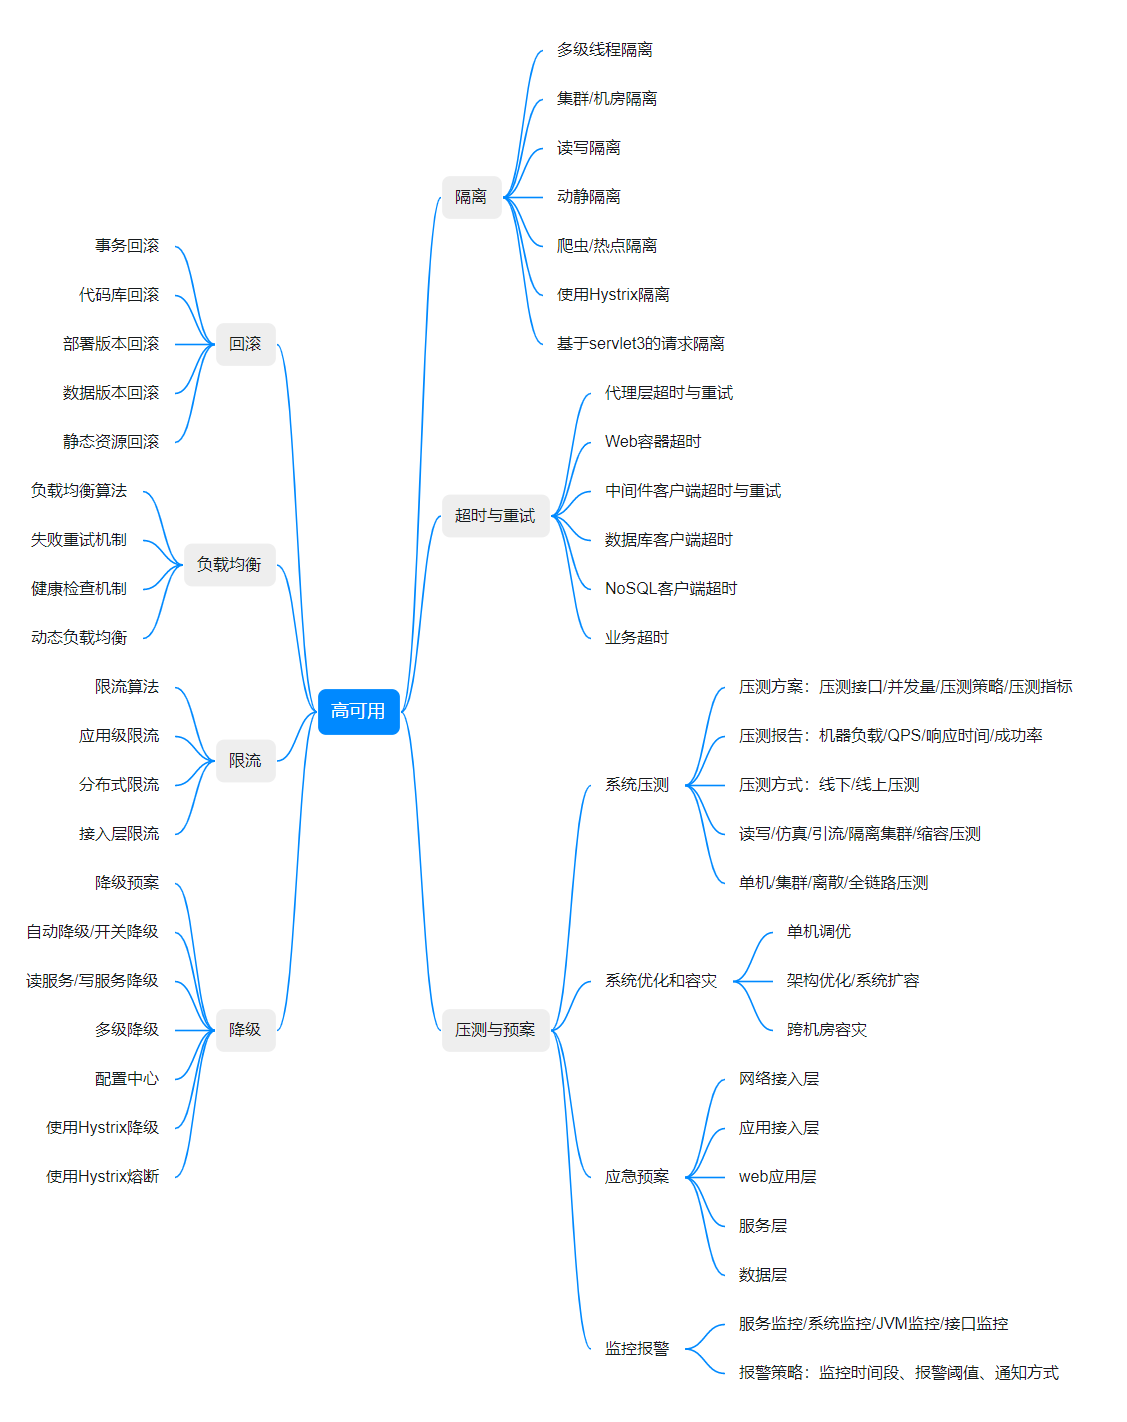 高可用
隔离
多级线程隔离
集群/机房隔离
读写隔离
动静隔离
爬虫/热点隔离
使用Hystrix隔离
基于servlet3的请求隔离
超时与重试
代理层超时与重试
Web容器超时
中间件客户端超时与重试
数据库客户端超时
NoSQL客户端超时
业务超时
压测与预案
系统压测
压测方案：压测接口/并发量/压测策略/压测指标
压测报告：机器负载/QPS/响应时间/成功率
压测方式：线下/线上压测
读写/仿真/引流/隔离集群/缩容压测
单机/集群/离散/全链路压测
系统优化和容灾
单机调优
架构优化/系统扩容
跨机房容灾
应急预案
网络接入层
应用接入层
web应用层
服务层
数据层
监控报警
服务监控/系统监控/JVM监控/接口监控
报警策略：监控时间段、报警阈值、通知方式
回滚
事务回滚
代码库回滚
部署版本回滚
数据版本回滚
静态资源回滚
负载均衡
负载均衡算法
失败重试机制
健康检查机制
动态负载均衡
限流
限流算法
应用级限流
分布式限流
接入层限流
降级
降级预案
自动降级/开关降级
读服务/写服务降级
多级降级
配置中心
使用Hystrix降级
使用Hystrix熔断